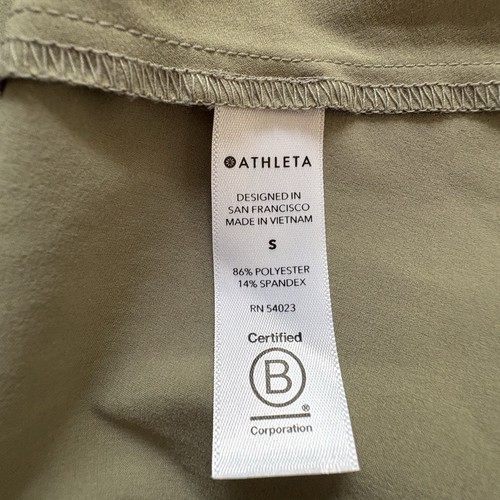 ATHLETA
DESIGNED IN
SAN FRANCISCO
MADE IN VIETNAM
S
86% POLYESTER
14% SPANDEX
RN 54023
Certified
B
®
Corporation